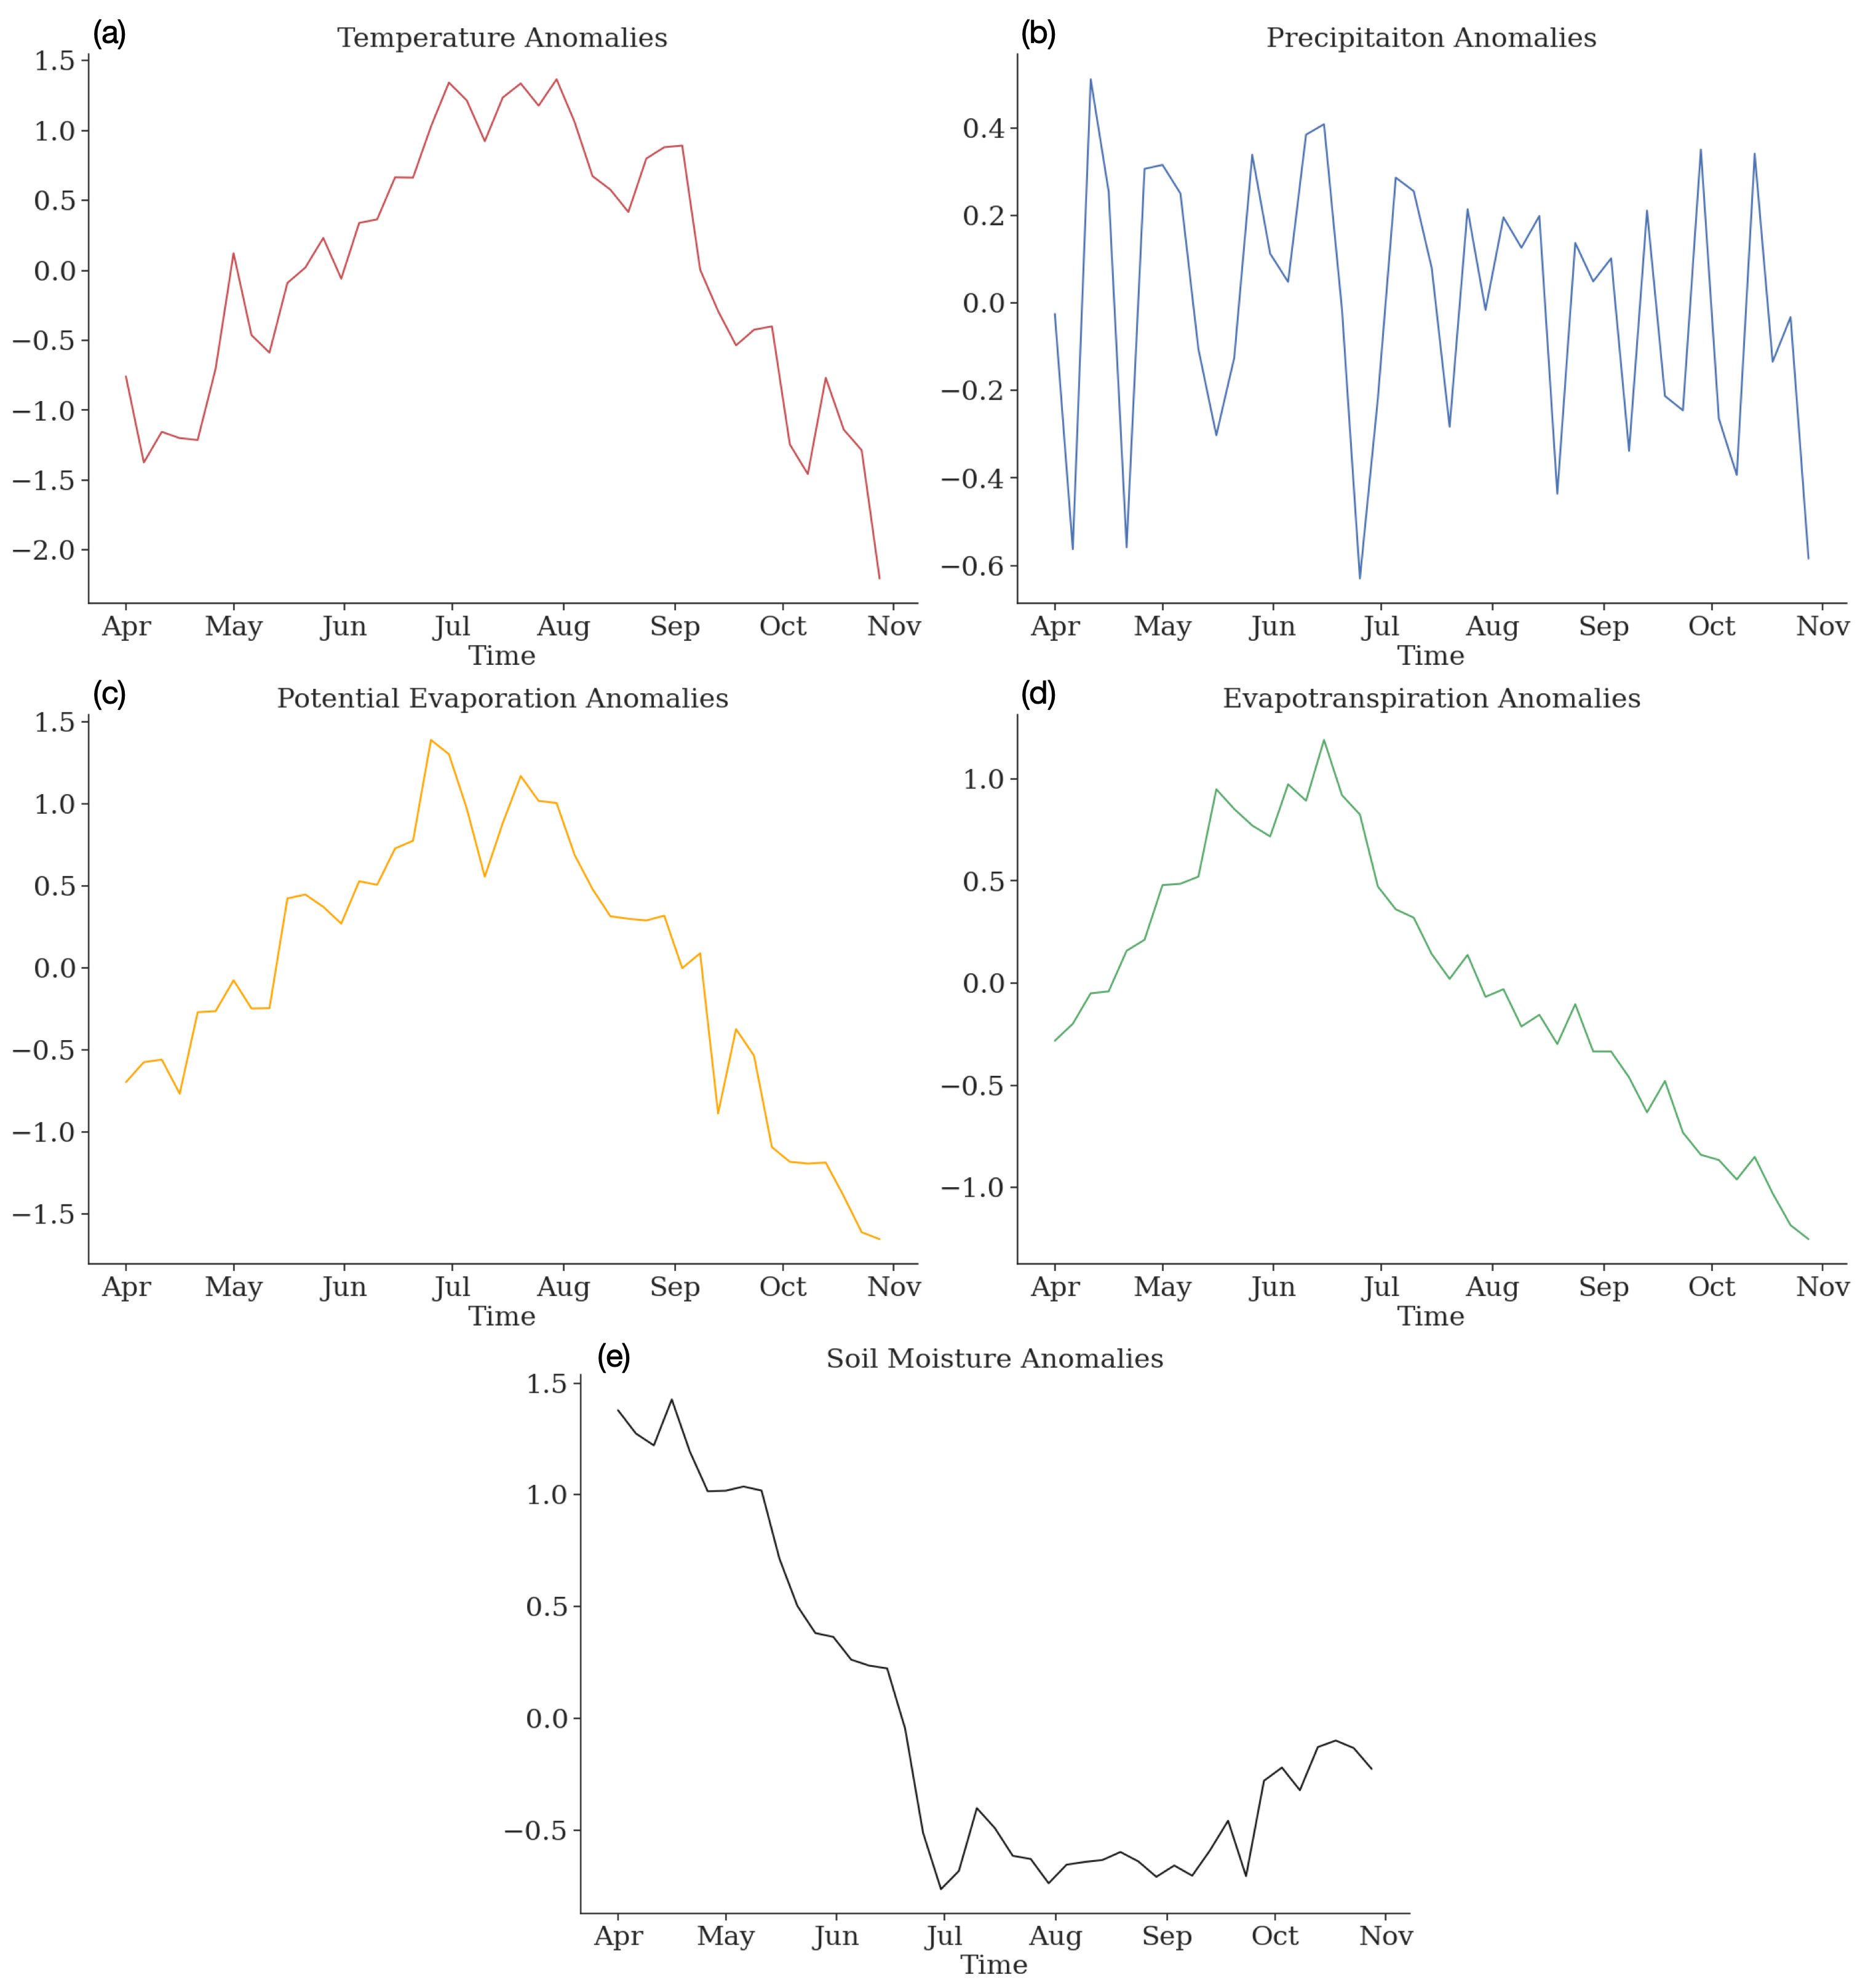 (a) Temperature Anomalies
1.5
1.0
0.5
0.0
−0.5
−1.0
−1.5
−2.0
Apr May Jun Jul Aug Sep Oct Nov
Time
(b) Precipitaiton Anomalies
0.4
0.2
0.0
−0.2
−0.4
−0.6
Apr May Jun Jul Aug Sep Oct Nov
Time
(c) Potential Evaporation Anomalies
1.5
1.0
0.5
0.0
−0.5
−1.0
−1.5
Apr May Jun Jul Aug Sep Oct Nov
Time
(d) Evapotranspiration Anomalies
1.0
0.5
0.0
−0.5
−1.0
Apr May Jun Jul Aug Sep Oct Nov
Time
(e) Soil Moisture Anomalies
1.5
1.0
0.5
0.0
−0.5
Apr May Jun Jul Aug Sep Oct Nov
Time